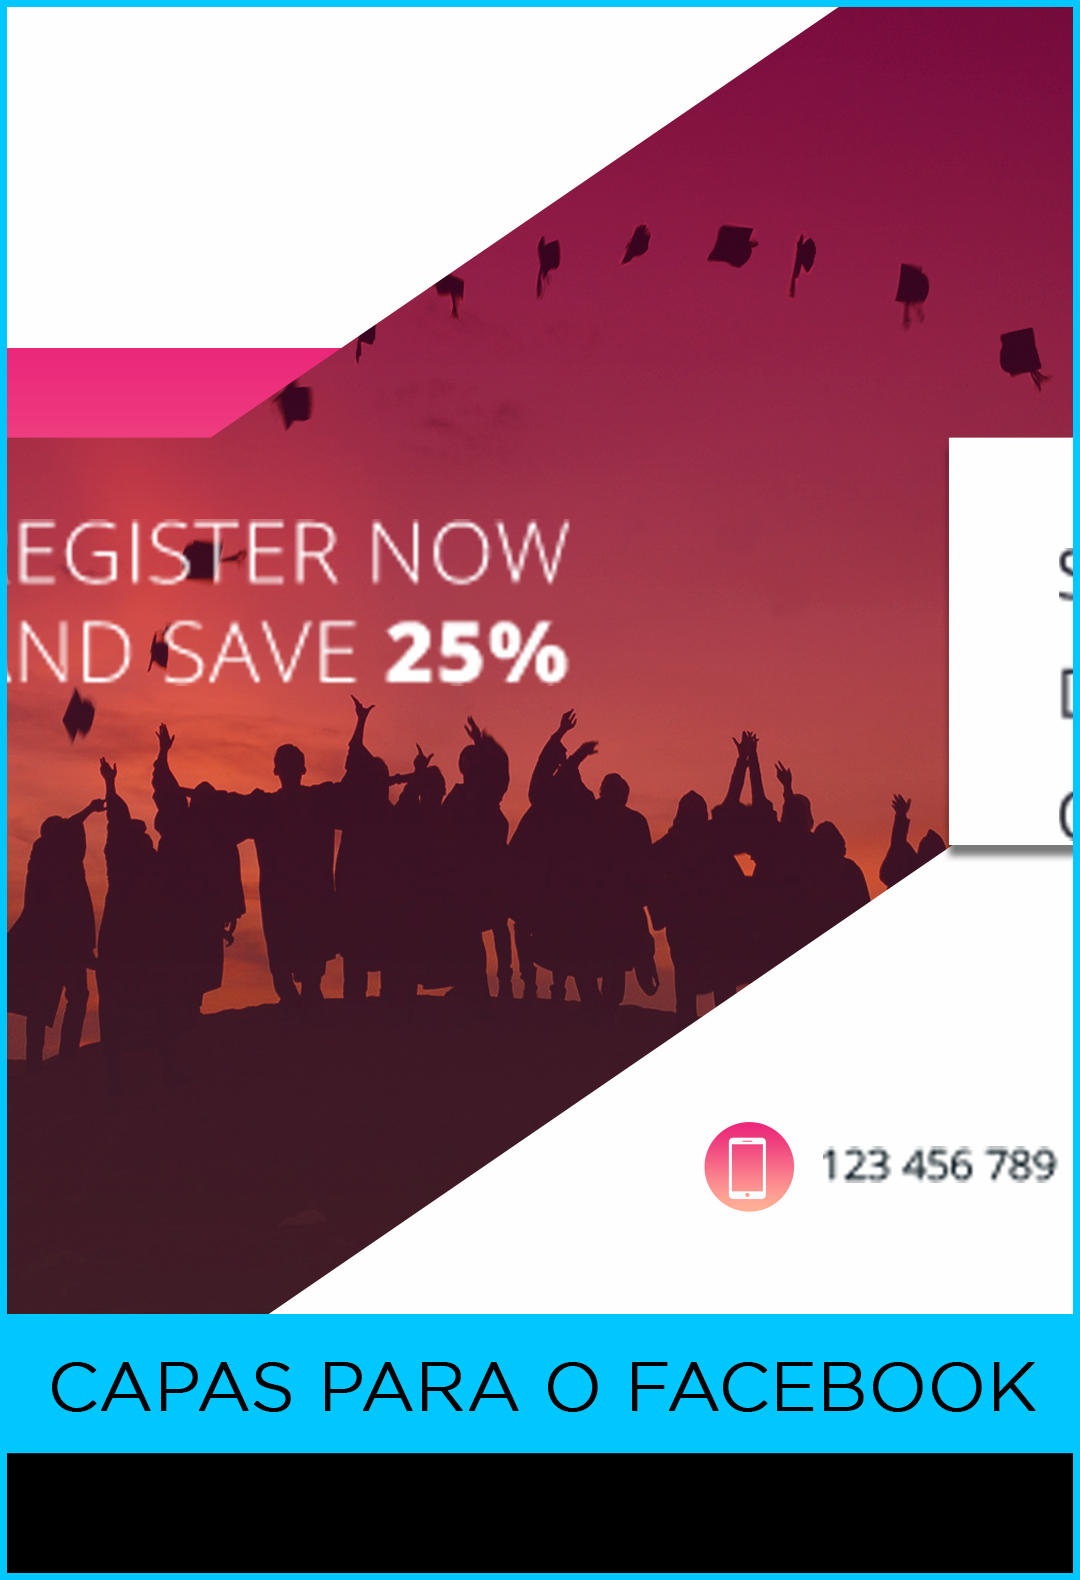 EGISTER NOW
ND SAVE 25%
S
D
123 456 789
CAPAS PARA O FACEBOOK